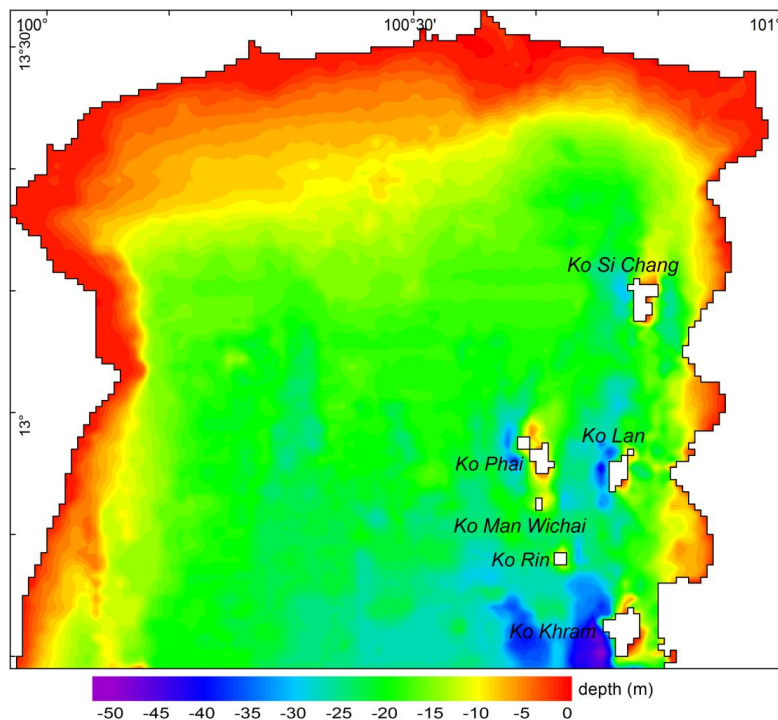 100° 100°30' 101°
13°30'
Ko Si Chang
13°
Ko Lan
Ko Phai
Ko Man Wichai
Ko Rin
Ko Khram
depth (m)
-50 -45 -40 -35 -30 -25 -20 -15 -10 -5 0